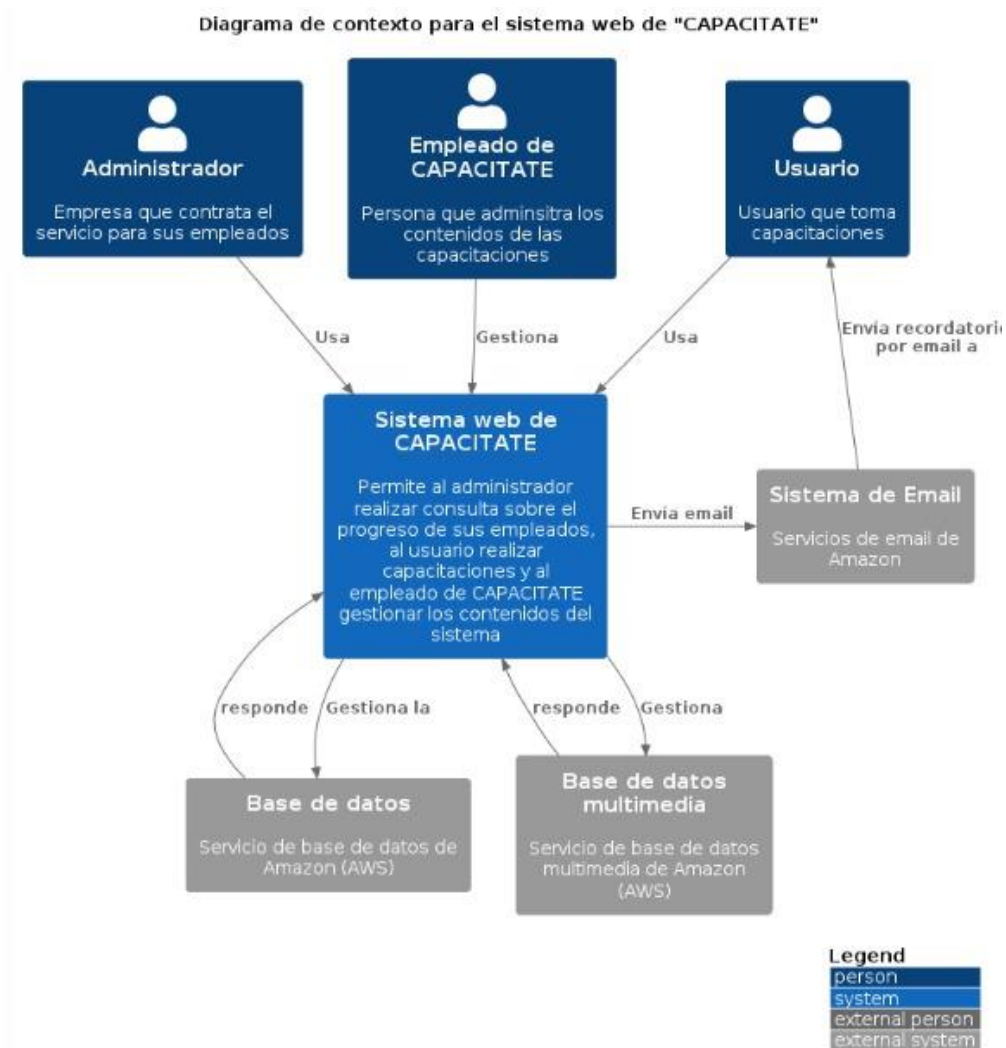 Diagrama de contexto para el sistema web de "CAPACITATE"
Administrador
Empresa que contrata el
servicio para sus empleados
Empleado de
CAPACITATE
Persona que adminsitra los
contenidos de las
capacitaciones
Usuario
Usuario que toma
capacitaciones
Usa
Gestiona
Usa
Envia recordatorio
por email a
Sistema web de
CAPACITATE
Permite al administrador
realizar consulta sobre el
progreso de sus empleados,
al usuario realizar
capacitaciones y al
empleado de CAPACITATE
gestionar los contenidos del
sistema
Envia email
Sistema de Email
Servicios de email de
Amazon
responde
Gestiona la
responde
Gestiona
Base de datos
Servicio de base de datos de
Amazon (AWS)
Base de datos
multimedia
Servicio de base de datos
multimedia de Amazon
(AWS)
Legend
person
system
external person
external system